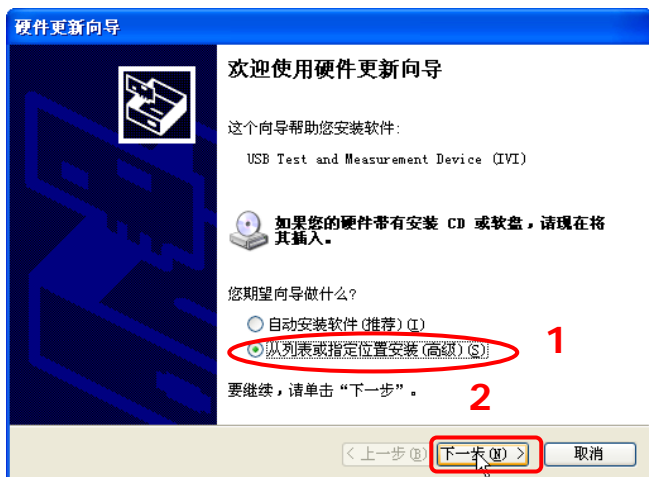 硬件更新向导
欢迎使用硬件更新向导
这个向导帮助您安装软件:
USB Test and Measurement Device (IVI)
如果您的硬件带有安装 CD 或软盘，请现在将
其插入。
您期望向导做什么?
自动安装软件(推荐)(I)
从列表或指定位置安装(高级)(S)
1
要继续，请单击“下一步”。
2
< 上一步(B)
下一步(N) >
取消